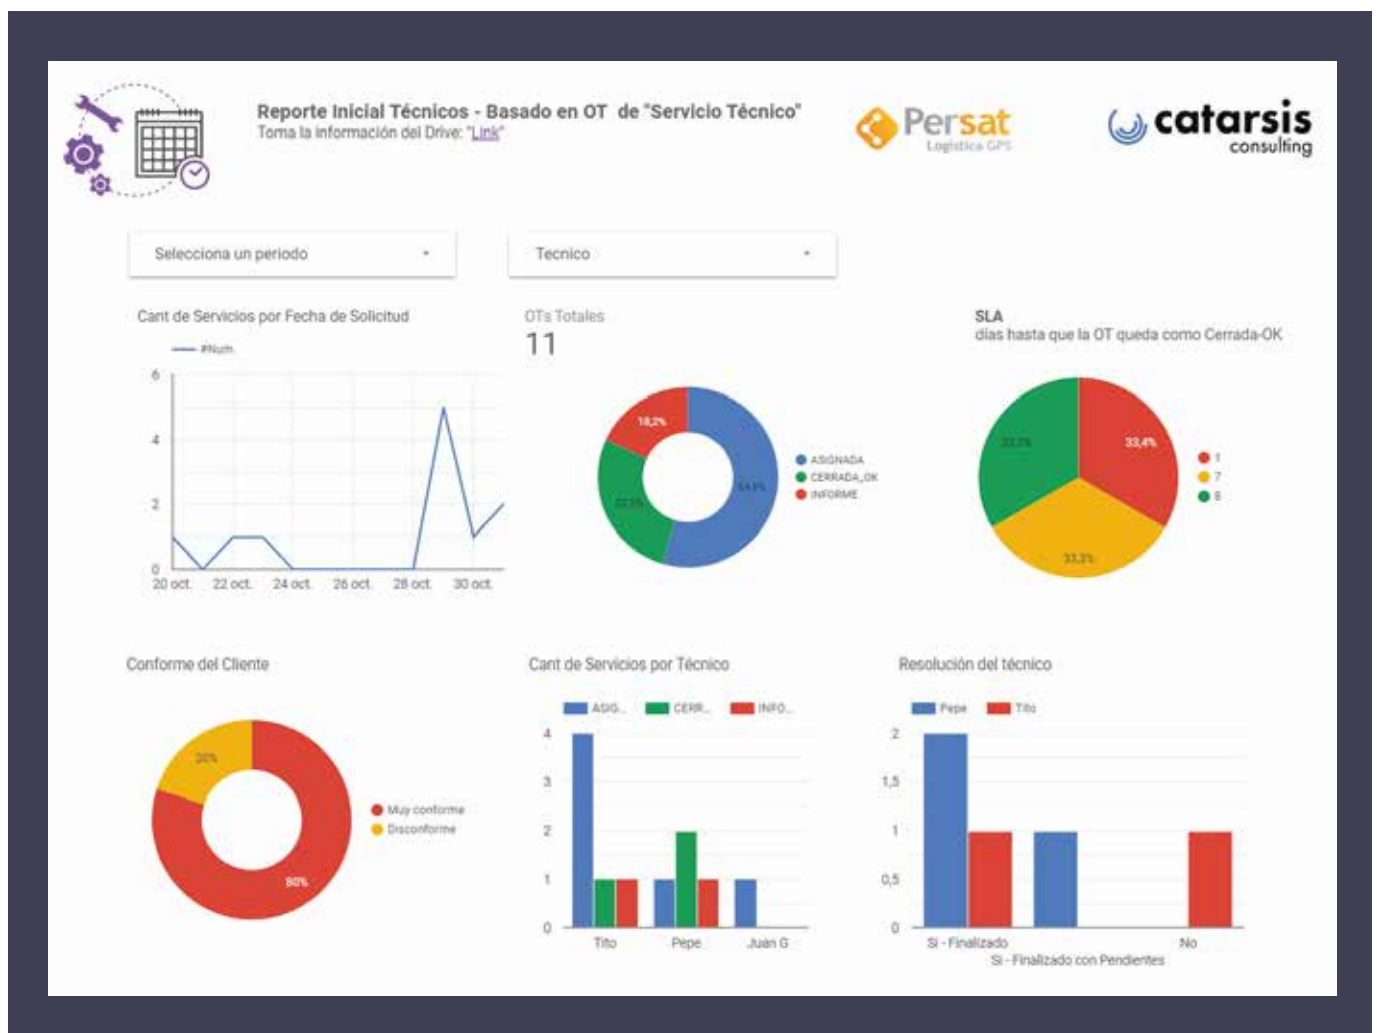 Reporte Inicial Técnicos - Basado en OT de "Servicio Técnico"
Toma la información del Drive: "Link"
Persat
Logística GPS
catarsis
consulting
Selecciona un periodo
Tecnico
Cant de Servicios por Fecha de Solicitud
#Num
6
4
2
0
20 oct. 22 oct. 24 oct. 26 oct. 28 oct. 30 oct.
OTs Totales
11
18,2%
ASIGNADA
CERRADA_OK
INFORME
SLA
días hasta que la OT queda como Cerrada-OK
33,4%
33,3%
1
7
8
Conforme del Cliente
20%
80%
Muy conforme
Disconforme
Cant de Servicios por Técnico
ASIG... CERR... INFO...
4
3
2
1
0
Tito Pepe Juan G
Resolución del técnico
Pepe Tito
2
1,5
1
0,5
0
Si - Finalizado No
Si - Finalizado con Pendientes